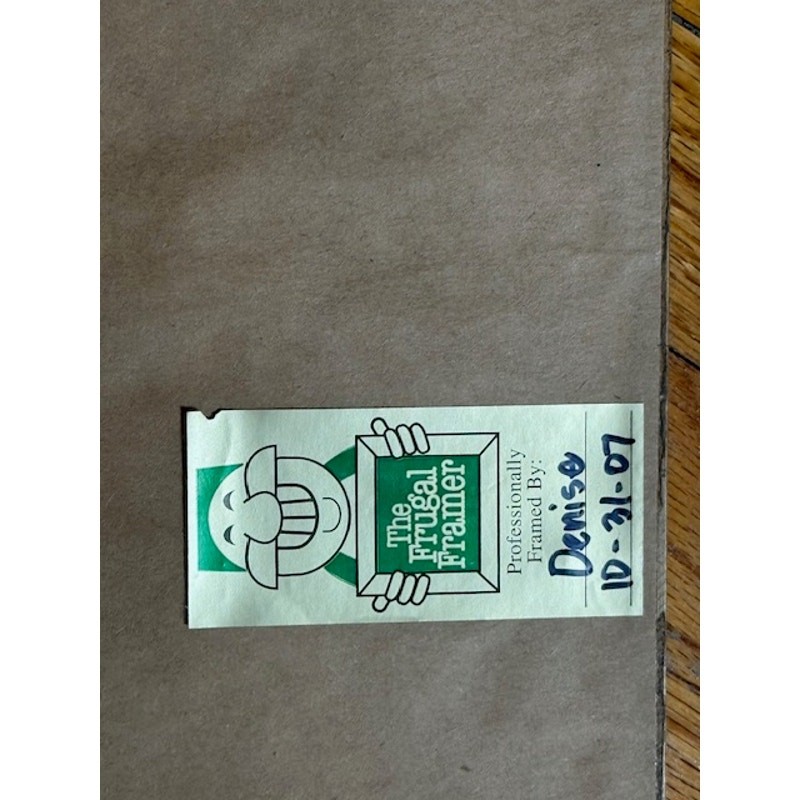 The
Frugal
Framer
Professionally
Framed By:
Denise
10-31-07